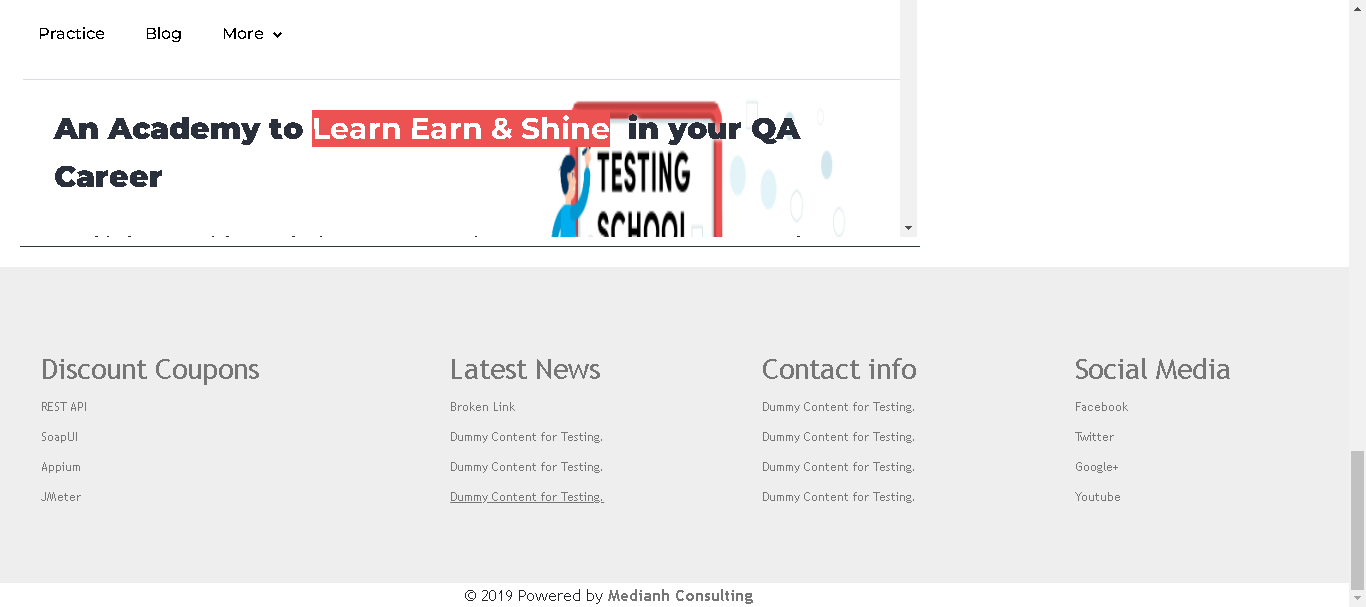 Practice Blog More
An Academy to Learn Earn & Shine in your QA
Career
TESTING
SCHOOL
Discount Coupons
REST API
SoapUI
Appium
JMeter
Latest News
Broken Link
Dummy Content for Testing.
Dummy Content for Testing.
Dummy Content for Testing.
Contact info
Dummy Content for Testing.
Dummy Content for Testing.
Dummy Content for Testing.
Dummy Content for Testing.
Social Media
Facebook
Twitter
Google+
Youtube
© 2019 Powered by Medianh Consulting